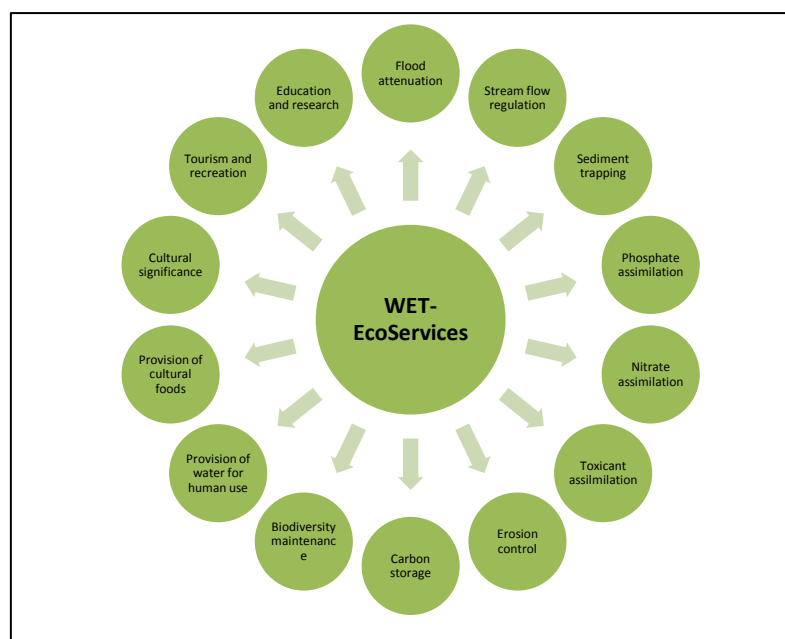 Flood
attenuation
Stream flow
regulation
Sediment
trapping
Phosphate
assimilation
Nitrate
assimilation
Toxicant
assilmilation
Erosion
control
Carbon
storage
Biodiversity
maintenanc
e
Provision of
water for
human use
Provision of
cultural
foods
Cultural
significance
Tourism and
recreation
Education
and research
WET-
EcoServices